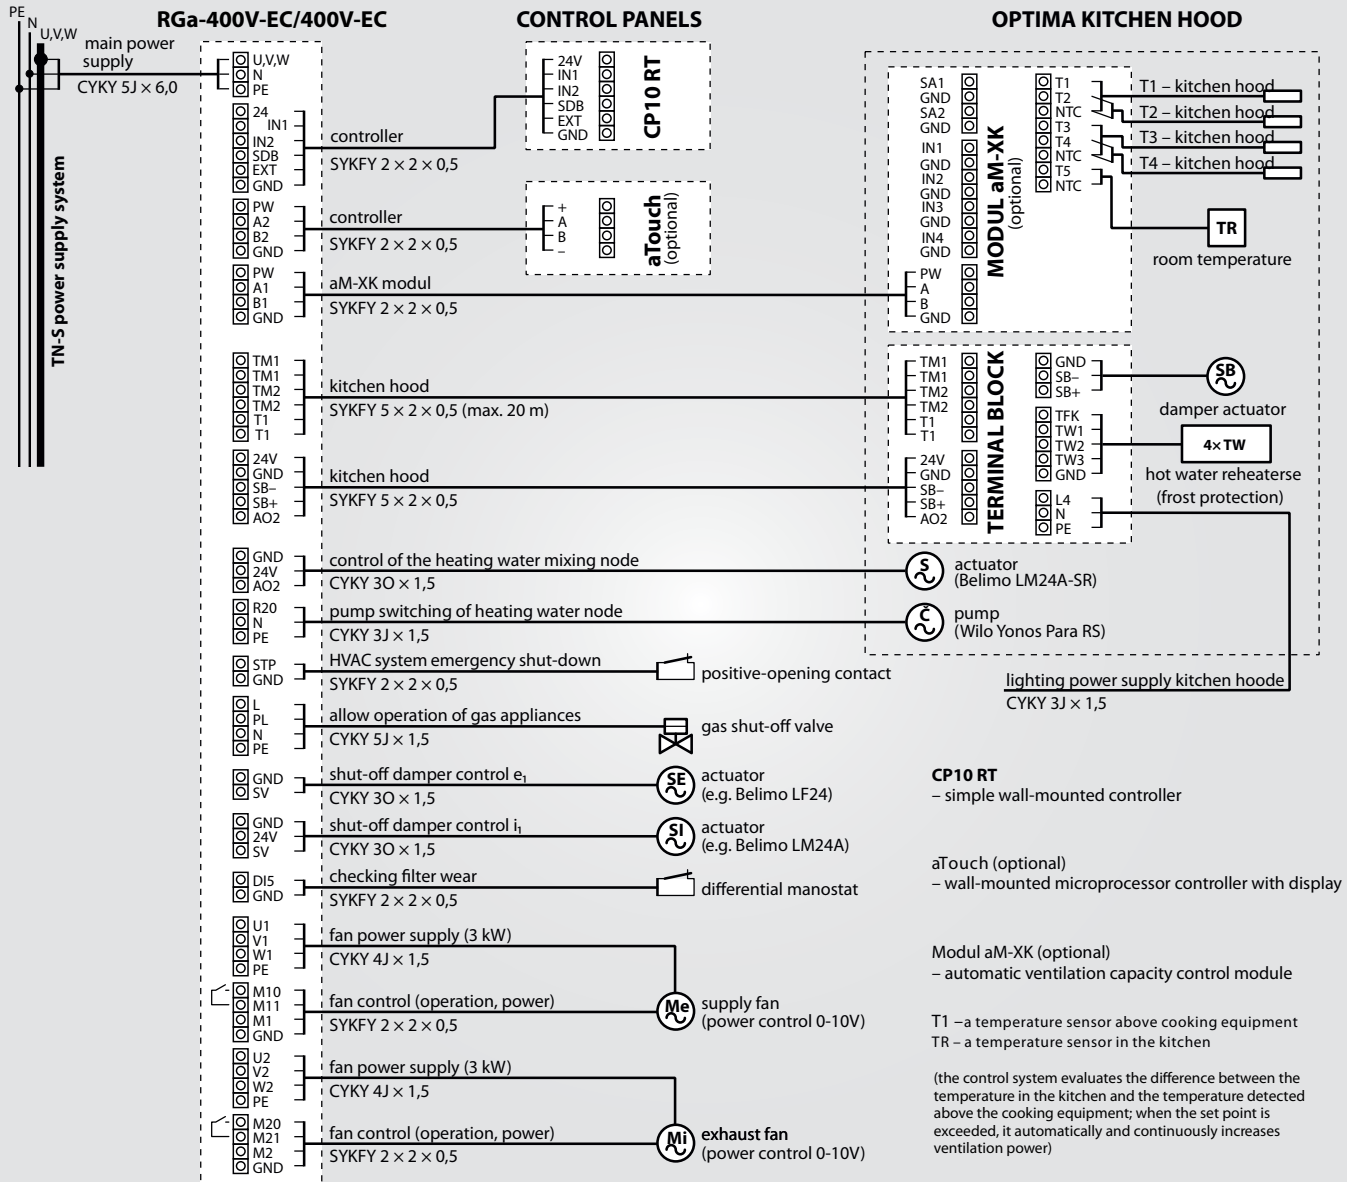 PE
N
U,V,W
RGa-400V-EC/400V-EC
CONTROL PANELS
OPTIMA KITCHEN HOOD
main power
supply
CYKY 5J × 6,0
TN-S power supply system
U,V,W
N
PE
24
IN1
IN2
SDB
EXT
GND
controller
SYKFY 2 × 2 × 0,5
24V
IN1
IN2
SDB
EXT
GND
CP10 RT
PW
A2
B2
GND
controller
SYKFY 2 × 2 × 0,5
+
A
B
–
aTouch
(optional)
PW
A1
B1
GND
aM-XK modul
SYKFY 2 × 2 × 0,5
SA1
GND
SA2
GND
IN1
GND
IN2
GND
IN3
GND
IN4
GND
PW
A
B
GND
MODUL aM-XK
(optional)
T1
T2
NTC
T3
T4
NTC
T5
NTC
T1 – kitchen hood
T2 – kitchen hood
T3 – kitchen hood
T4 – kitchen hood
TR
room temperature
TM1
TM1
TM2
TM2
T1
T1
kitchen hood
SYKFY 5 × 2 × 0,5 (max. 20 m)
24V
GND
SB–
SB+
AO2
kitchen hood
SYKFY 5 × 2 × 0,5
TM1
TM1
TM2
TM2
T1
T1
24V
GND
SB–
SB+
AO2
TERMINAL BLOCK
GND
SB–
SB+
TFK
TW1
TW2
TW3
GND
L4
N
PE
SB
damper actuator
4× TW
hot water reheaterse
(frost protection)
GND
24V
AO2
control of the heating water mixing node
CYKY 3O × 1,5
S
actuator
(Belimo LM24A-SR)
R20
N
PE
pump switching of heating water node
CYKY 3J × 1,5
Č
pump
(Wilo Yonos Para RS)
STP
GND
HVAC system emergency shut-down
SYKFY 2 × 2 × 0,5
positive-opening contact
lighting power supply kitchen hoode
CYKY 3J × 1,5
L
PL
N
PE
allow operation of gas appliances
CYKY 5J × 1,5
gas shut-off valve
GND
SV
shut-off damper control e1
CYKY 3O × 1,5
SE
actuator
(e.g. Belimo LF24)
GND
24V
SV
shut-off damper control i1
CYKY 3O × 1,5
SI
actuator
(e.g. Belimo LM24A)
DI5
GND
checking filter wear
SYKFY 2 × 2 × 0,5
differential manostat
U1
V1
W1
PE
fan power supply (3 kW)
CYKY 4J × 1,5
M10
M11
M1
GND
fan control (operation, power)
SYKFY 2 × 2 × 0,5
Me
supply fan
(power control 0-10V)
U2
V2
W2
PE
fan power supply (3 kW)
CYKY 4J × 1,5
M20
M21
M2
GND
fan control (operation, power)
SYKFY 2 × 2 × 0,5
Mi
exhaust fan
(power control 0-10V)
CP10 RT
– simple wall-mounted controller
aTouch (optional)
– wall-mounted microprocessor controller with display
Modul aM-XK (optional)
– automatic ventilation capacity control module
T1 –a temperature sensor above cooking equipment
TR – a temperature sensor in the kitchen
(the control system evaluates the difference between the
temperature in the kitchen and the temperature detected
above the cooking equipment; when the set point is
exceeded, it automatically and continuously increases
ventilation power)